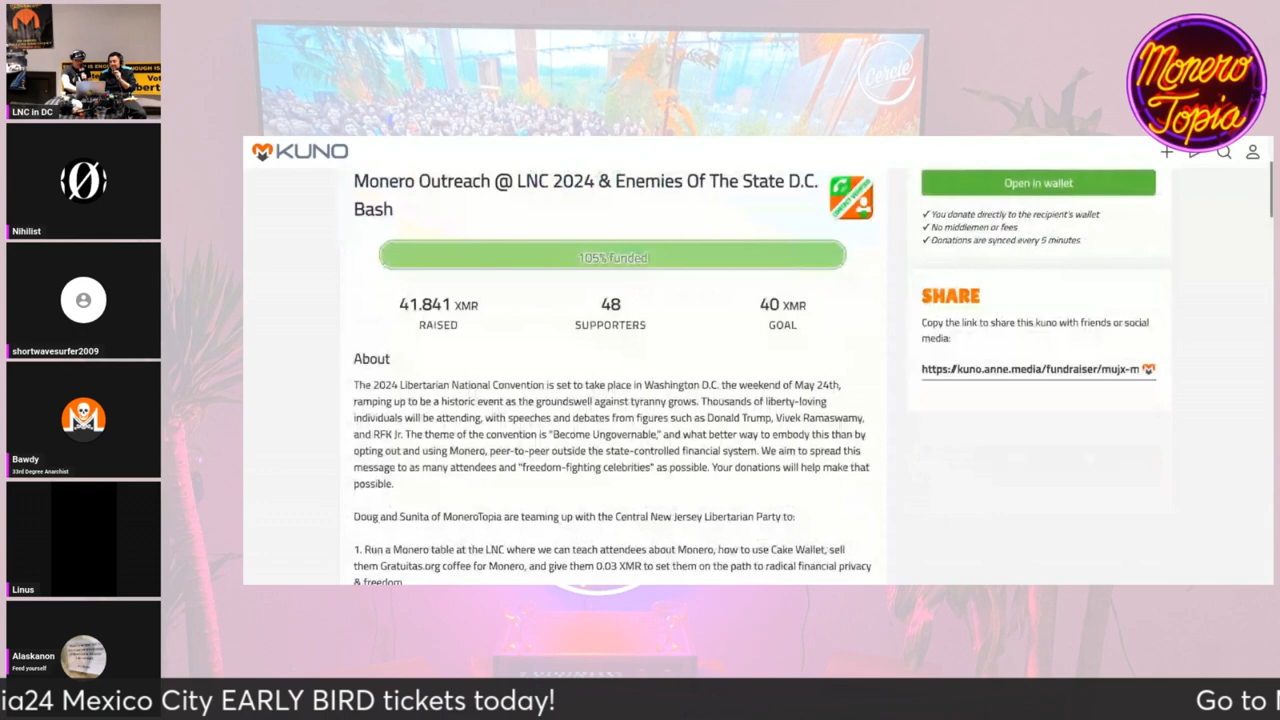 LNC in DC
Nihilist
shortwavesurfer2009
Bawdy
33rd Degree Anarchist
Linus
Alaskanon
Feed yourself
Cercle
Monero
Topia
KUNO
Monero Outreach @ LNC 2024 & Enemies Of The State D.C.
Bash
105% funded
41.841 XMR
RAISED
48
SUPPORTERS
40 XMR
GOAL
About
The 2024 Libertarian National Convention is set to take place in Washington D.C. the weekend of May 24th,
ramping up to be a historic event as the groundswell against tyranny grows. Thousands of liberty-loving
individuals will be attending, with speeches and debates from figures such as Donald Trump, Vivek Ramaswamy,
and RFK Jr. The theme of the convention is "Become Ungovernable," and what better way to embody this than by
opting out and using Monero, peer-to-peer outside the state-controlled financial system. We aim to spread this
message to as many attendees and "freedom-fighting celebrities" as possible. Your donations will help make that
possible.
Doug and Sunita of MoneroTopia are teaming up with the Central New Jersey Libertarian Party to:
1. Run a Monero table at the LNC where we can teach attendees about Monero, how to use Cake Wallet, sell
them Gratuitas.org coffee for Monero, and give them 0.03 XMR to set them on the path to radical financial privacy
& freedom
Open in wallet
✓ You donate directly to the recipient's wallet
✓ No middlemen or fees
✓ Donations are synced every 5 minutes
SHARE
Copy the link to share this kuno with friends or social
media:
https://kuno.anne.media/fundraiser/mujx-m
ia24 Mexico City EARLY BIRD tickets today!
Go to